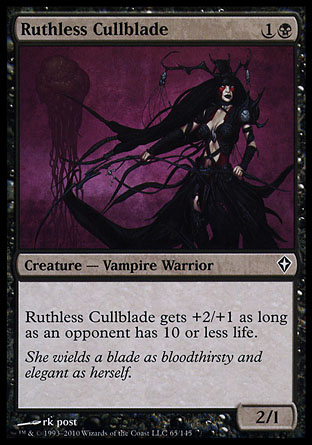 Ruthless Cullblade 1
Creature — Vampire Warrior
Ruthless Cullblade gets +2/+1 as long
as an opponent has 10 or less life.
She wields a blade as bloodthirsty and
elegant as herself.
rk post
™ & © 1993–2010 Wizards of the Coast LLC 65/145
2/1